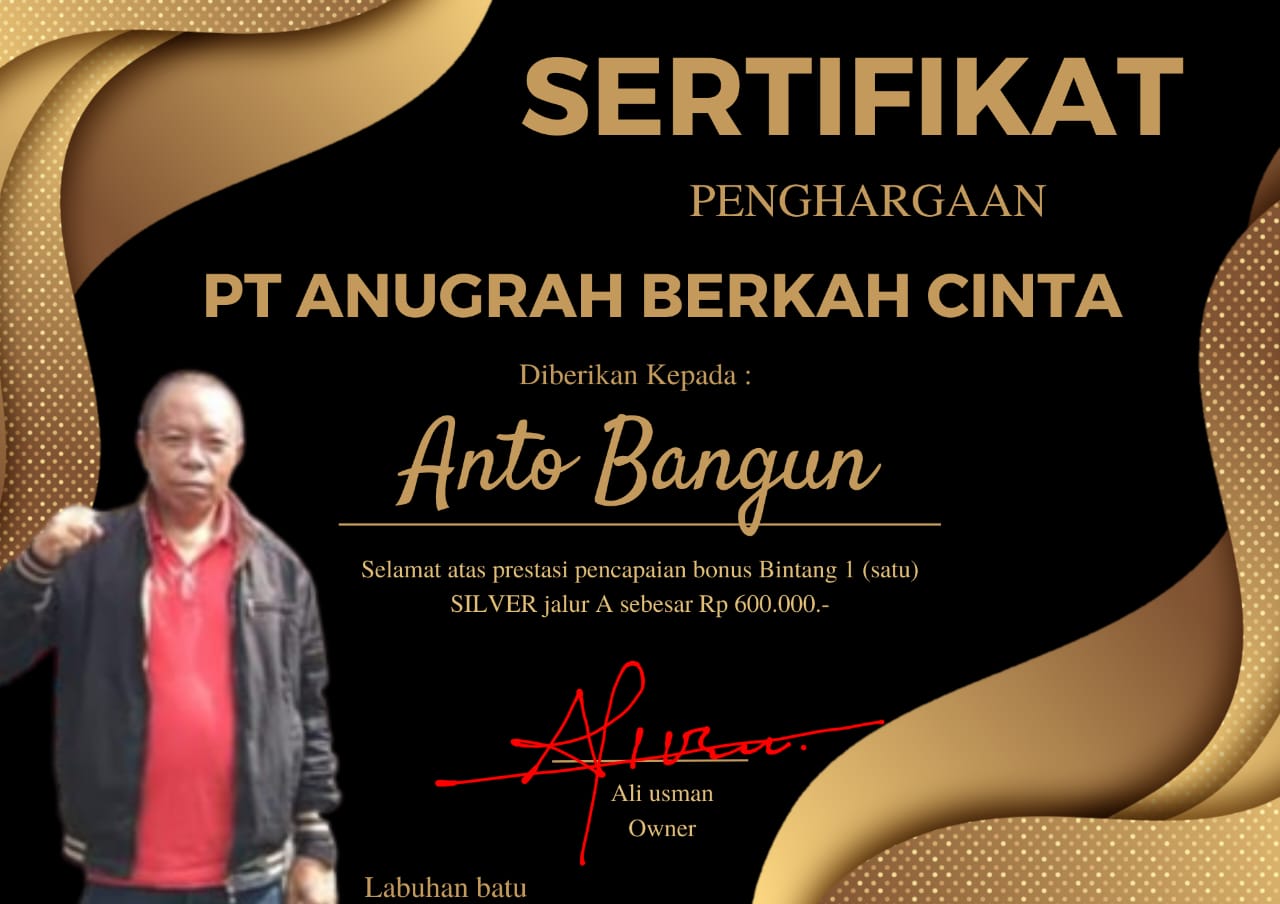 SERTIFIKAT
PENGHARGAAN
PT ANUGRAH BERKAH CINTA
Diberikan Kepada :
Anto Bangun
Selamat atas prestasi pencapaian bonus Bintang 1 (satu)
SILVER jalur A sebesar Rp 600.000.-
Ali usman
Owner
Labuhan batu